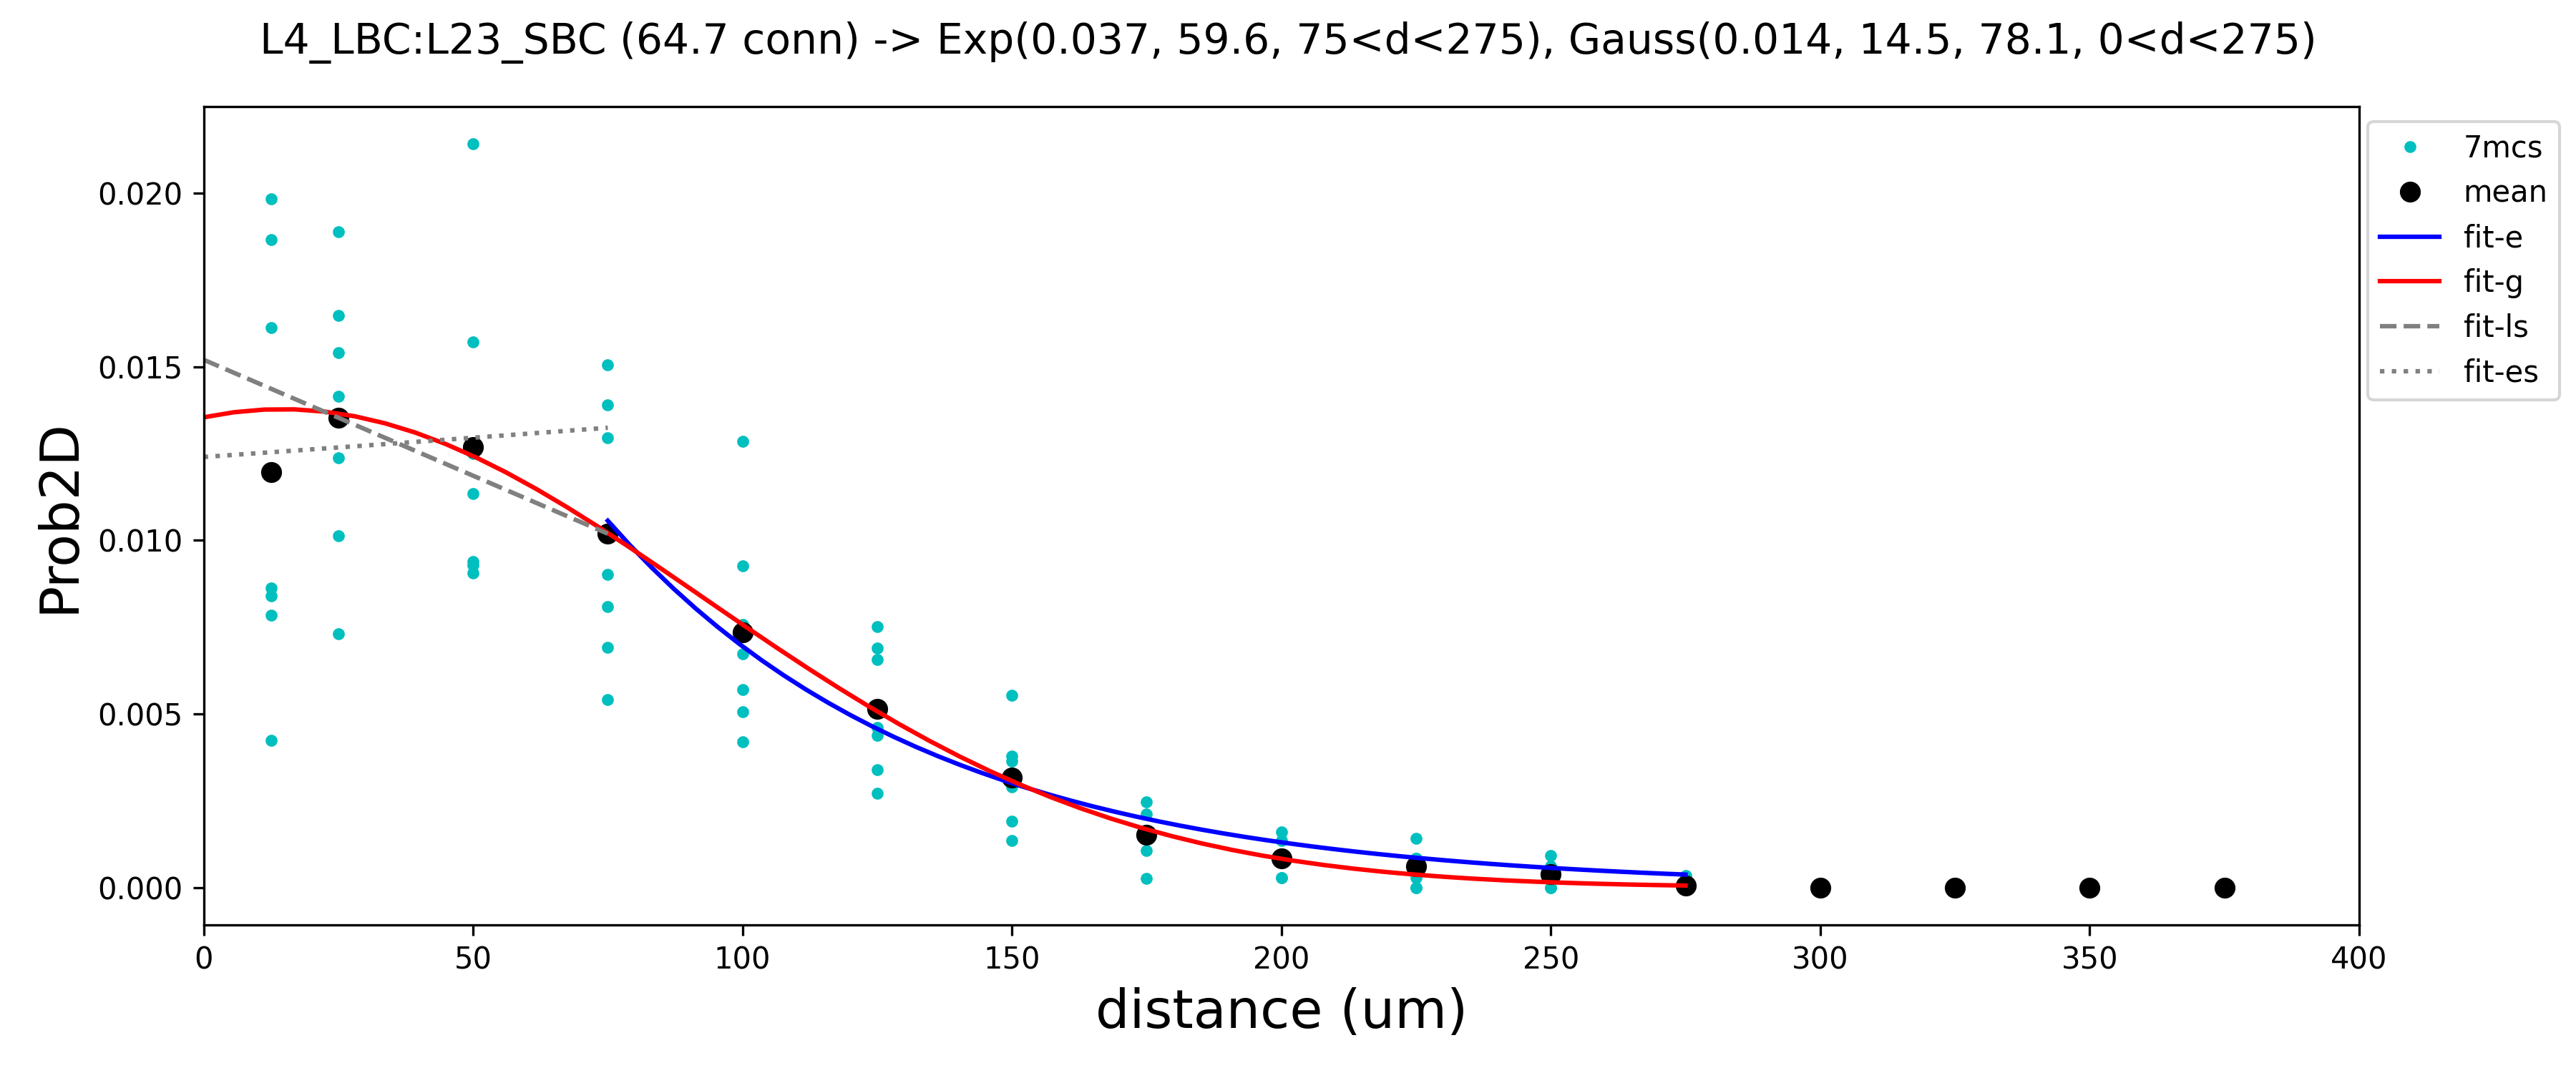 L4_LBC:L23_SBC (64.7 conn) -> Exp(0.037, 59.6, 75<d<275), Gauss(0.014, 14.5, 78.1, 0<d<275)
Prob2D
0.020
0.015
0.010
0.005
0.000
0 50 100 150 200 250 300 350 400
distance (um)
7mcs
mean
fit-e
fit-g
fit-ls
fit-es